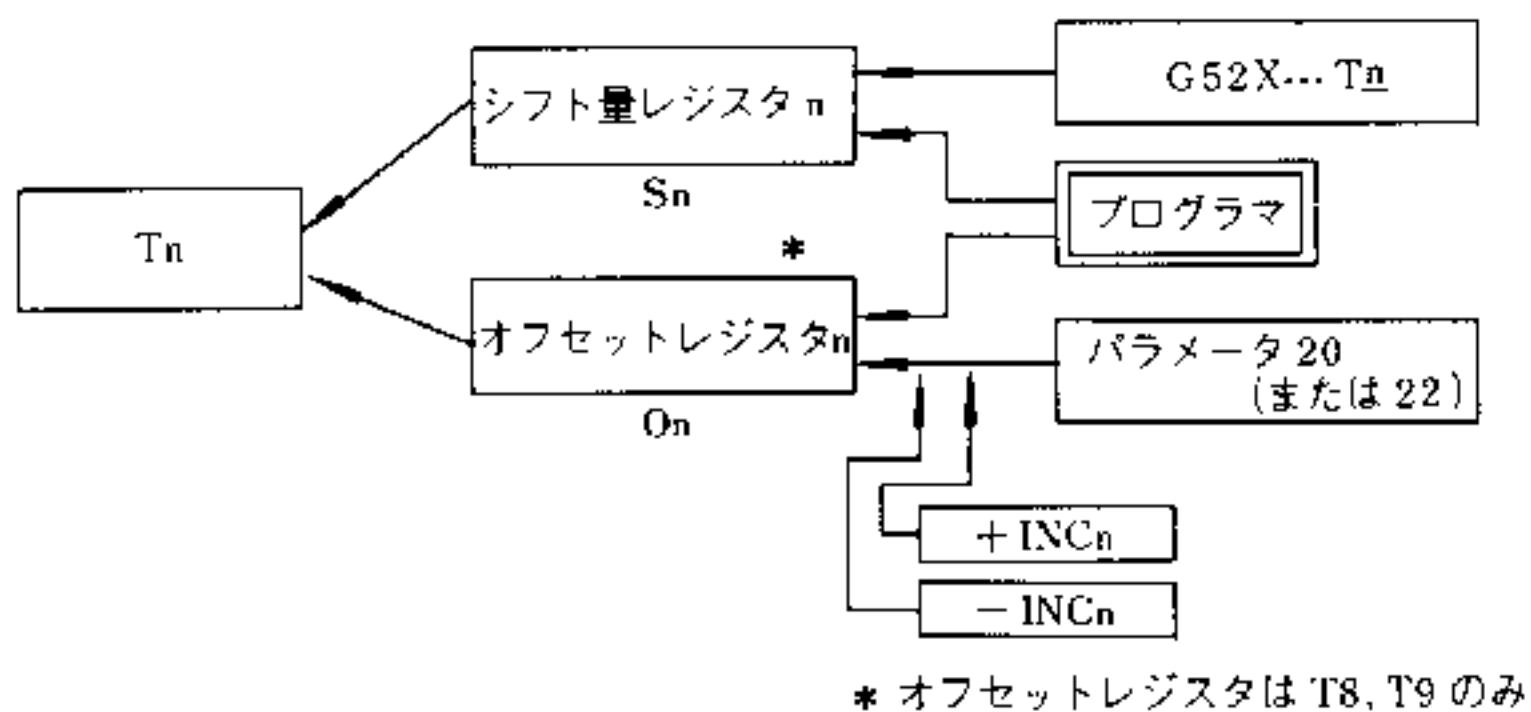 G52X… Tn
シフト量レジスタ n
Sn
プログラマ
Tn
*
オフセットレジスタn
On
パラメータ 20
(または 22)
+ INCn
− INCn
* オフセットレジスタは T8, T9 のみ